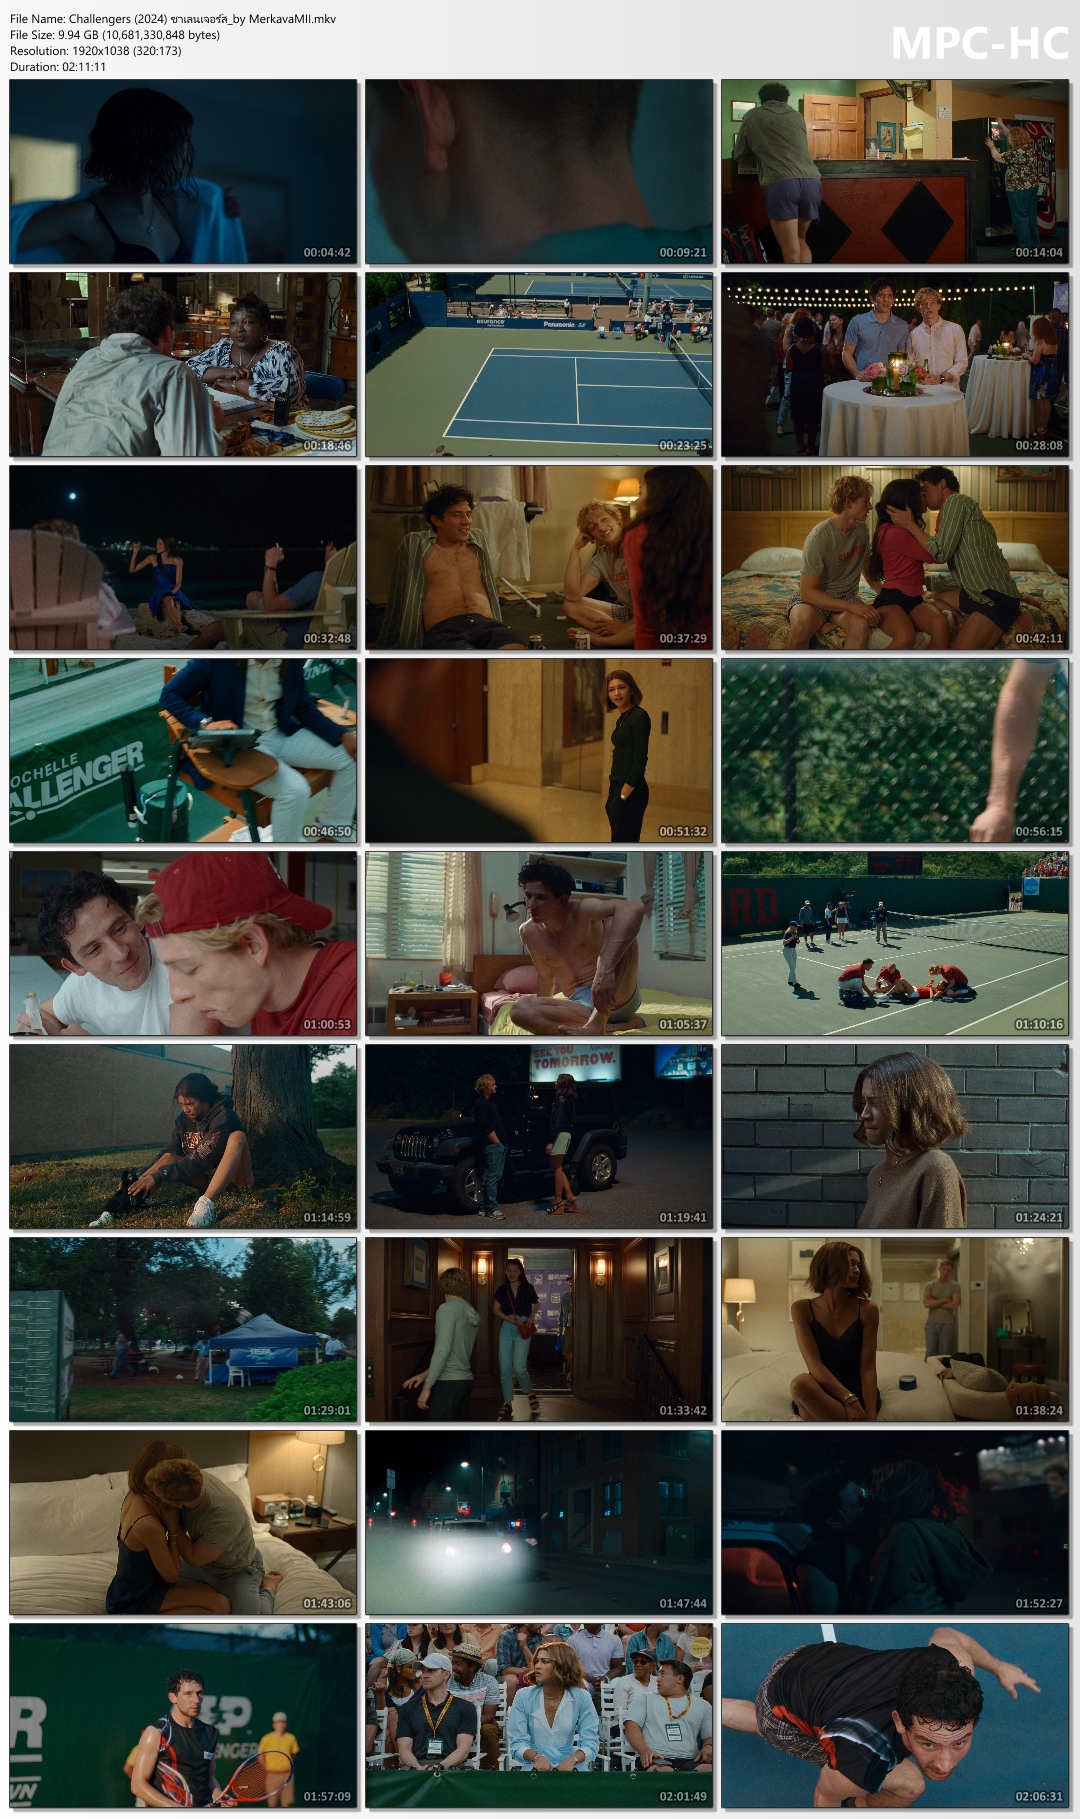 File Name: Challengers (2024) ชาเลนเจอร์ส_by MerkavaMII.mkv
File Size: 9.94 GB (10,681,330,848 bytes)
Resolution: 1920x1038 (320:173)
Duration: 02:11:11
MPC-HC
00:04:42
00:09:21
00:14:04
00:18:46
assurance
Panasonic
00:23:25
00:28:08
00:32:48
00:37:29
00:42:11
OCHELLE
ALLENGER
00:46:50
00:51:32
00:56:15
01:00:53
01:05:37
RD
01:10:16
01:14:59
SEE YOU
TOMORROW.
01:19:41
01:24:21
USTA
01:29:01
01:33:42
01:38:24
01:43:06
01:47:44
01:52:27
R
WN
01:57:09
02:01:49
02:06:31